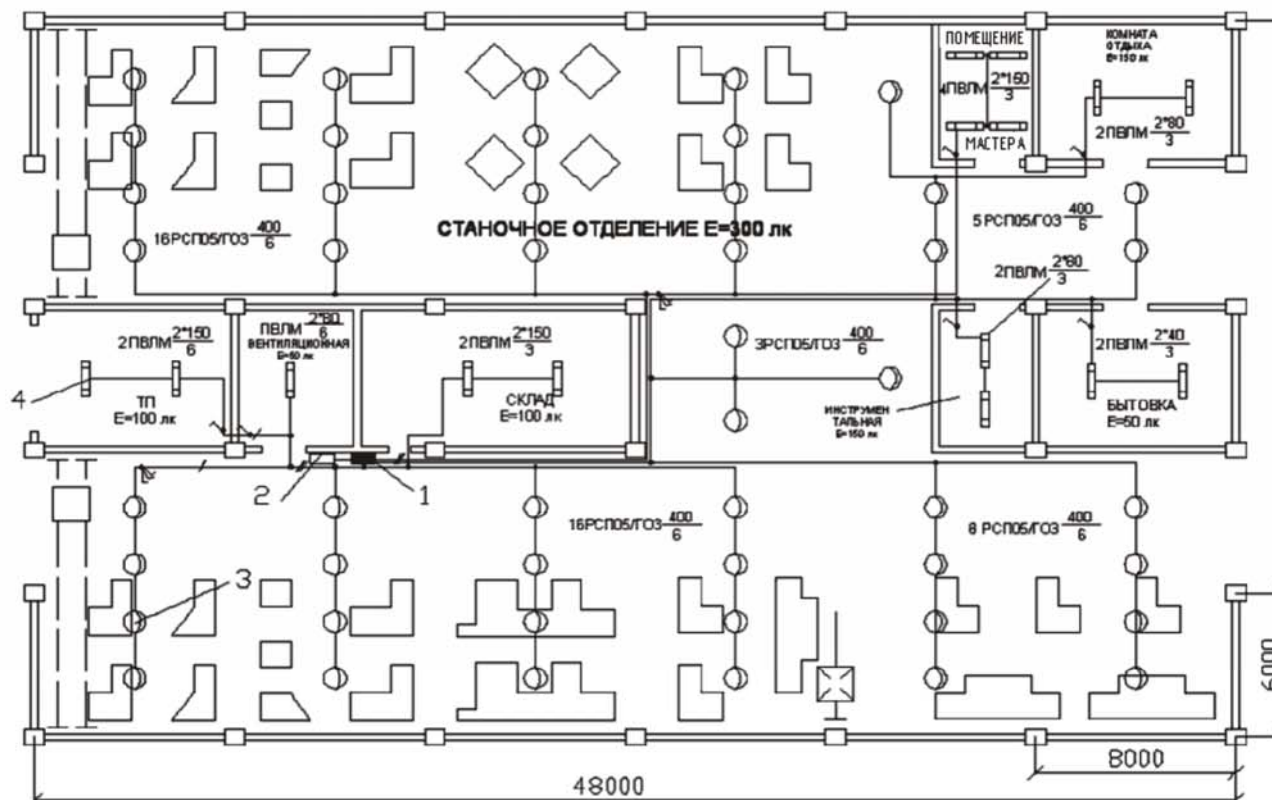 ПОМЕЩЕНИЕ
4ПВЛМ 2*150
3
МАСТЕРА
КОМНАТА
ОТДЫХА
Е=150 лк
2ПВЛМ 2*80
3
16РСП05/ГОЗ 400
6
СТАНОЧНОЕ ОТДЕЛЕНИЕ Е=300 лк
5 РСП05/ГОЗ 400
6
2ПВЛМ 2*80
3
2ПВЛМ 2*150
6
ТП
Е=100 лк
4
ПВЛМ 2*80
6
ВЕНТИЛЯЦИОННАЯ
Е=50 лк
2ПВЛМ 2*150
3
СКЛАД
Е=100 лк
3РСП05/ГОЗ 400
6
ИНСТРУМЕН
ТАЛЬНАЯ
Е=150 лк
2ПВЛМ 2*40
3
БЫТОВКА
Е=50 лк
2
1
16РСП05/ГОЗ 400
6
8 РСП05/ГОЗ 400
6
3
6000
8000
48000